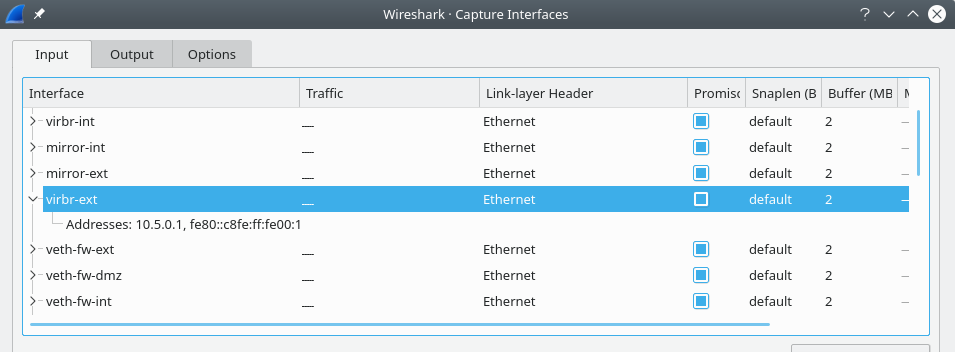 Wireshark · Capture Interfaces
Input Output Options
Interface Traffic Link-layer Header Promisc Snaplen (B Buffer (MB M
virbr-int Ethernet default 2 —
mirror-int Ethernet default 2 —
mirror-ext Ethernet default 2 —
virbr-ext Ethernet default 2 —
Addresses: 10.5.0.1, fe80::c8fe:ff:fe00:1
veth-fw-ext Ethernet default 2 —
veth-fw-dmz Ethernet default 2 —
veth-fw-int Ethernet default 2 —